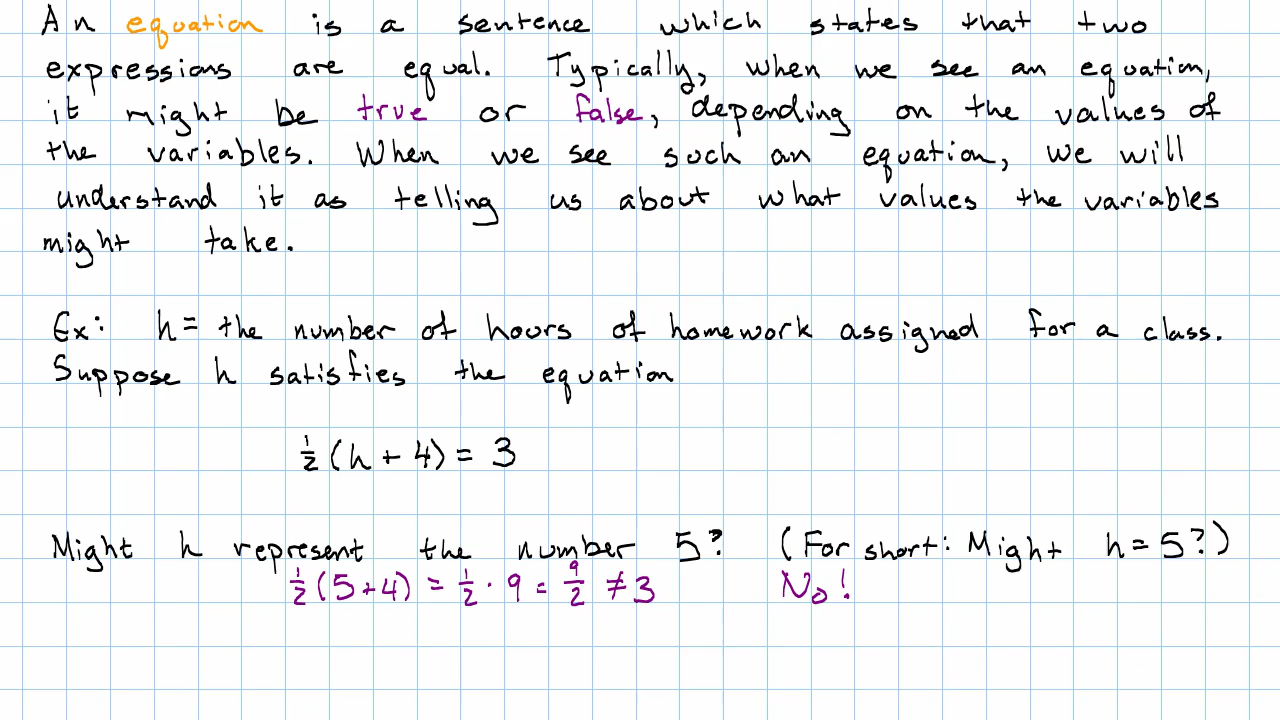 An equation is a sentence which states that two
expressions are equal. Typically, when we see an equation,
it might be true or false, depending on the values of
the variables. When we see such an equation, we will
understand it as telling us about what values the variables
might take.
Ex: h = the number of hours of homework assigned for a class.
Suppose h satisfies the equation
½(h + 4) = 3
Might h represent the number 5? (For short: Might h = 5?)
½(5+4) = ½ · 9 = 9/2 ≠ 3 No!